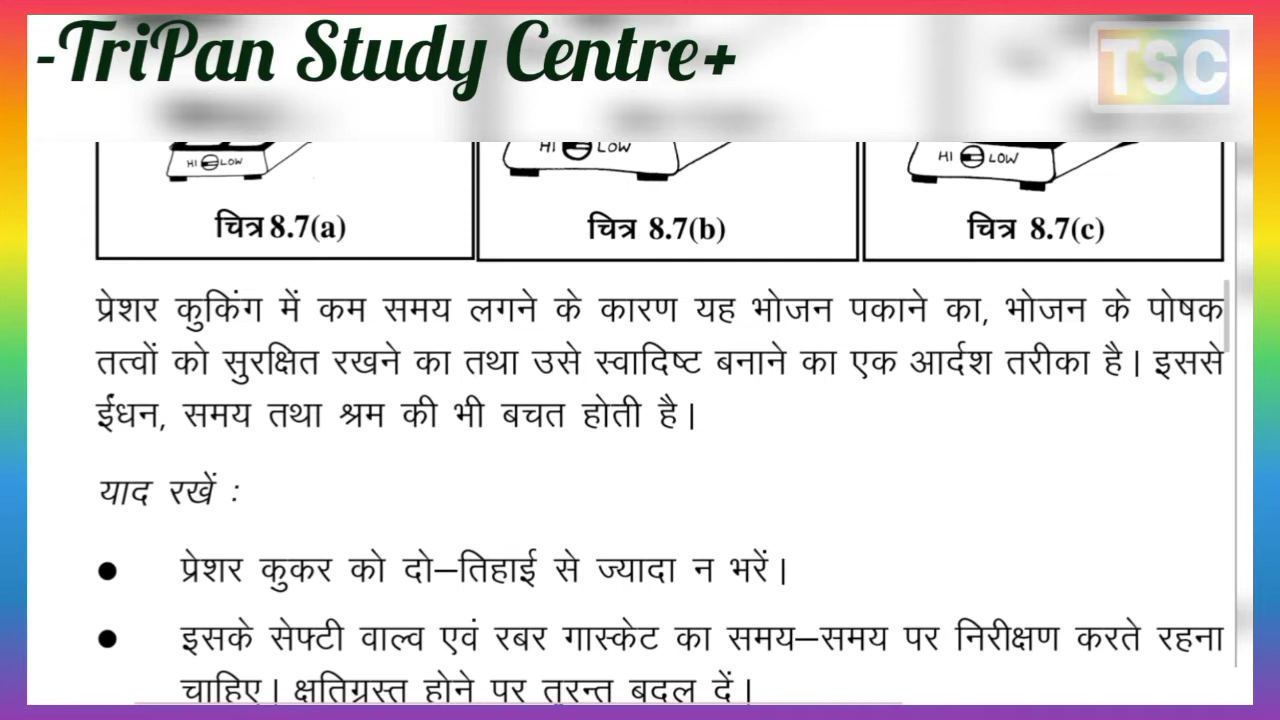 -TriPan Study Centre+
TSC
HI LOW
HI LOW
HI LOW
चित्र 8.7(a)
चित्र 8.7(b)
चित्र 8.7(c)
प्रेशर कुकिंग में कम समय लगने के कारण यह भोजन पकाने का, भोजन के पोषक
तत्वों को सुरक्षित रखने का तथा उसे स्वादिष्ट बनाने का एक आर्दश तरीका है। इससे
ईंधन, समय तथा श्रम की भी बचत होती है।
याद रखें :
● प्रेशर कुकर को दो–तिहाई से ज्यादा न भरें।
● इसके सेफ्टी वाल्व एवं रबर गास्केट का समय–समय पर निरीक्षण करते रहना
चाहिए। क्षतिग्रस्त होने पर तुरन्त बदल दें।